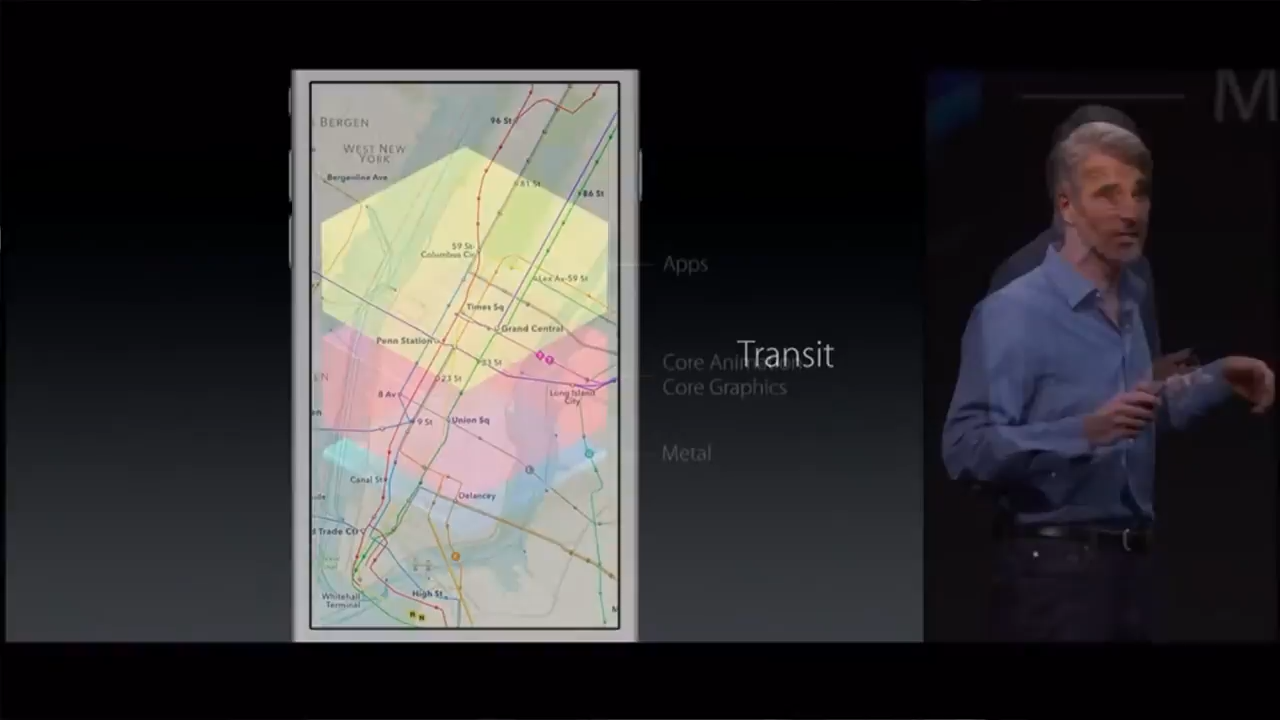 M
BERGEN
WEST NEW
YORK
Bergenline Ave
96 St
81 St
86 St
59 St-
Columbus Cir
Lex Av-59 St
Times Sq
Grand Central
Penn Station
33 St
23 St
8 Av
9 St
Union Sq
Long Island
City
Canal St
Delancey
d Trade Ctr
Whitehall
Terminal
High St
Apps
Transit
Core Animation
Core Graphics
Metal